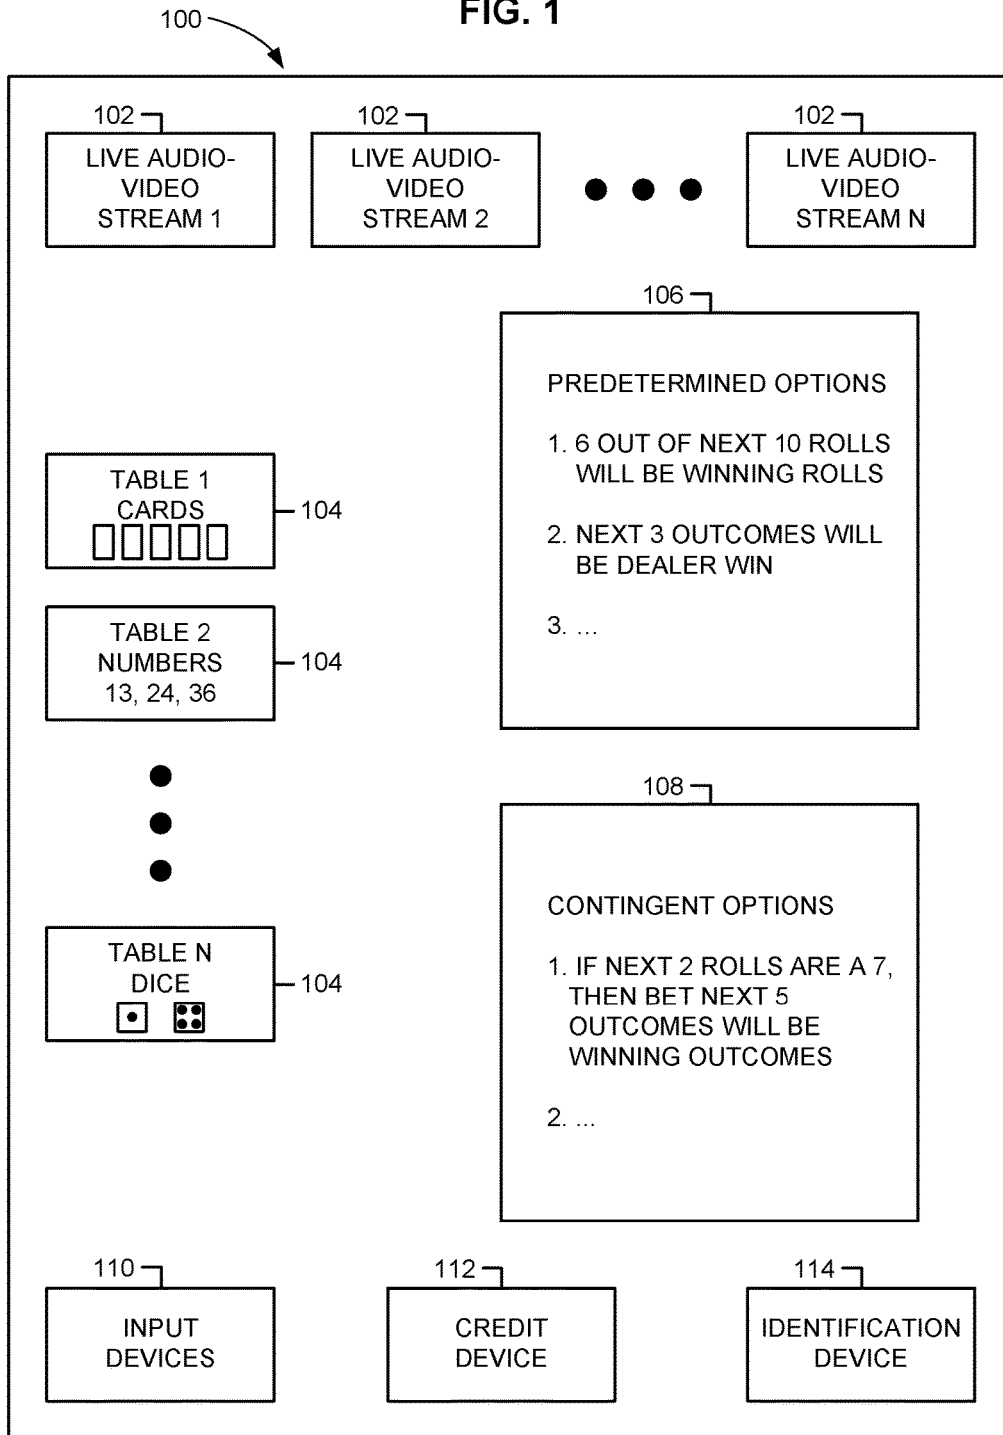 FIG. 1
100
102
LIVE AUDIO-
VIDEO
STREAM 1
102
LIVE AUDIO-
VIDEO
STREAM 2
102
LIVE AUDIO-
VIDEO
STREAM N
106
PREDETERMINED OPTIONS
1. 6 OUT OF NEXT 10 ROLLS
WILL BE WINNING ROLLS
2. NEXT 3 OUTCOMES WILL
BE DEALER WIN
3. ...
TABLE 1
CARDS
104
TABLE 2
NUMBERS
13, 24, 36
104
TABLE N
DICE
104
108
CONTINGENT OPTIONS
1. IF NEXT 2 ROLLS ARE A 7,
THEN BET NEXT 5
OUTCOMES WILL BE
WINNING OUTCOMES
2. ...
110
INPUT
DEVICES
112
CREDIT
DEVICE
114
IDENTIFICATION
DEVICE